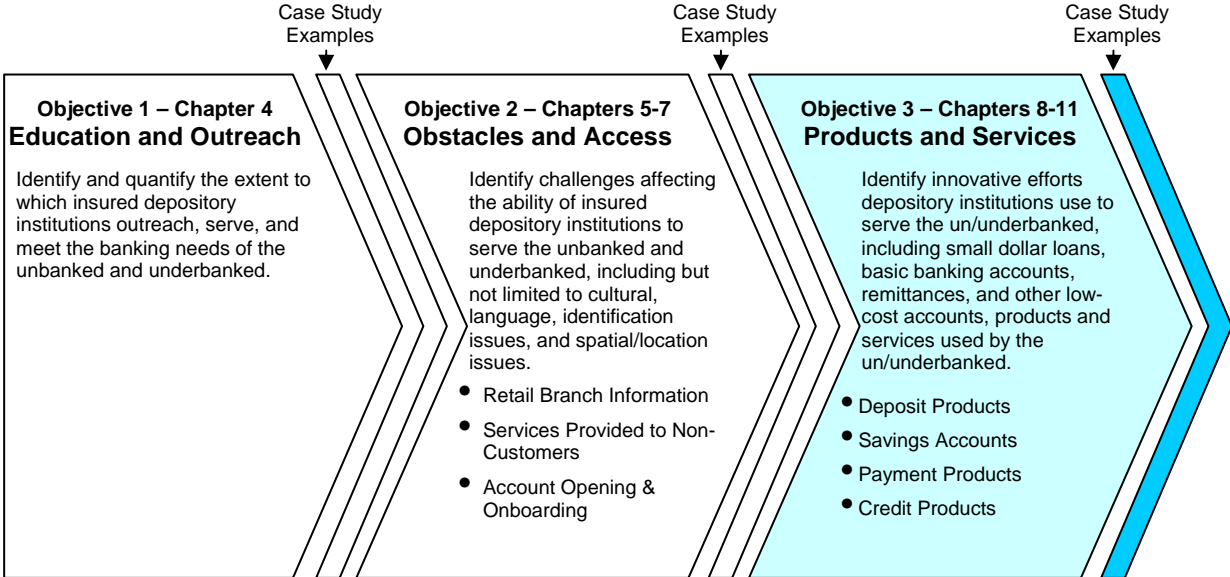 Case Study
Examples
Case Study
Examples
Case Study
Examples
Objective 1 – Chapter 4
Education and Outreach
Identify and quantify the extent to
which insured depository
institutions outreach, serve, and
meet the banking needs of the
unbanked and underbanked.
Objective 2 – Chapters 5-7
Obstacles and Access
Identify challenges affecting
the ability of insured
depository institutions to
serve the unbanked and
underbanked, including but
not limited to cultural,
language, identification
issues, and spatial/location
issues.
• Retail Branch Information
• Services Provided to Non-
Customers
• Account Opening &
Onboarding
Objective 3 – Chapters 8-11
Products and Services
Identify innovative efforts
depository institutions use to
serve the un/underbanked,
including small dollar loans,
basic banking accounts,
remittances, and other low-
cost accounts, products and
services used by the
un/underbanked.
• Deposit Products
• Savings Accounts
• Payment Products
• Credit Products